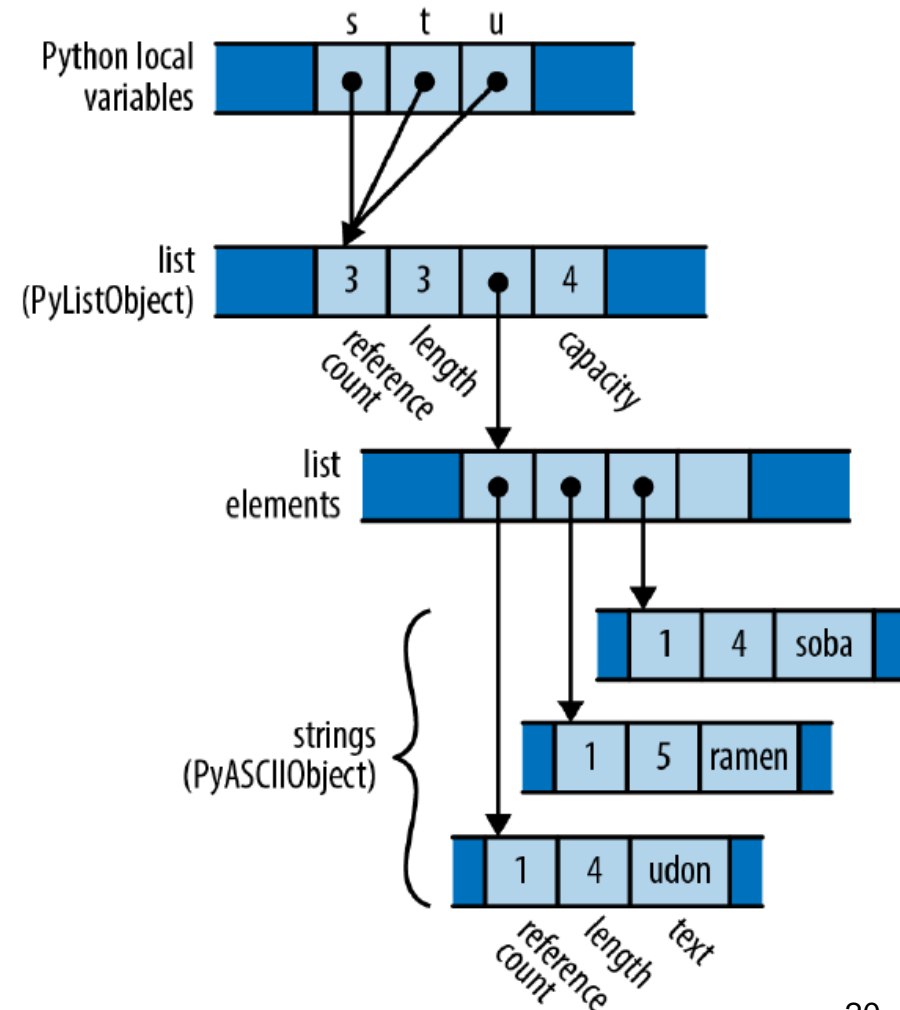 s t u
Python local
variables
list
(PyListObject)
3 3 4
reference
count
length
capacity
list
elements
1 4 soba
strings
(PyASCIIObject)
1 5 ramen
1 4 udon
reference
count
length
text